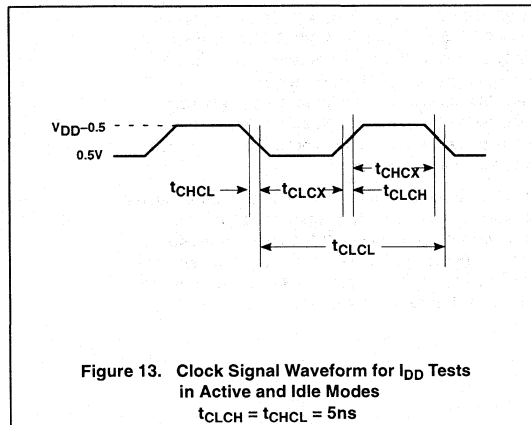 VDD–0.5
0.5V
tCHCX
tCHCL
tCLCX
tCLCH
tCLCL
Figure 13. Clock Signal Waveform for IDD Tests
in Active and Idle Modes
tCLCH = tCHCL = 5ns